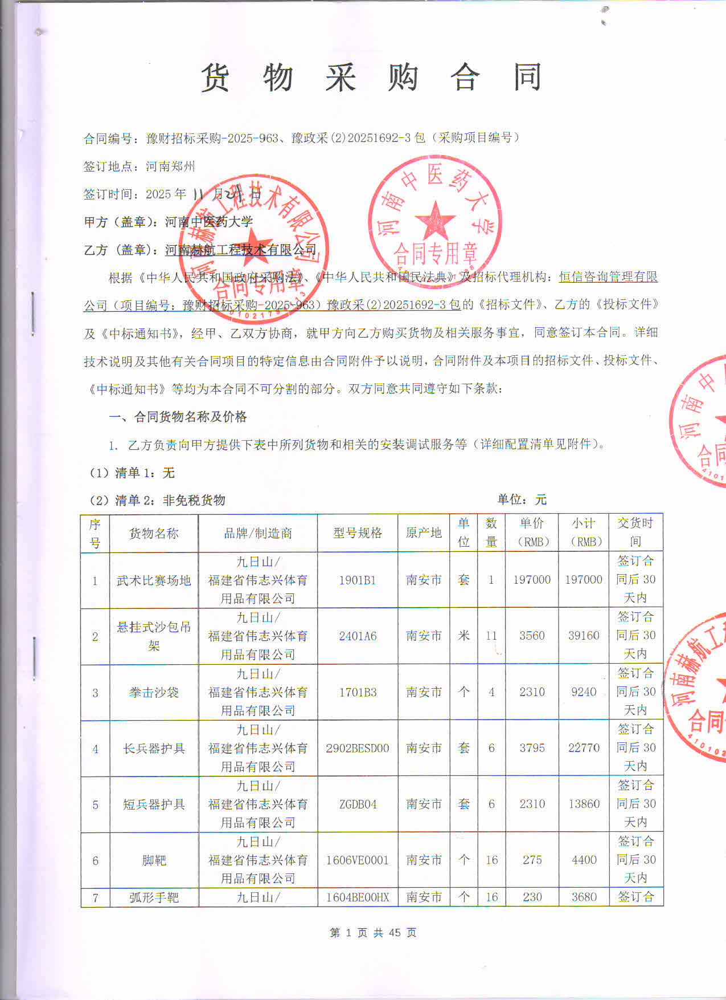 货物采购合同
合同编号：豫财招标采购-2025-963、豫政采(2)20251692-3包（采购项目编号）
签订地点：河南郑州
签订时间：2025年11月21日
甲方（盖章）：河南中医药大学
乙方（盖章）：河南赫航工程技术有限公司
河南赫航工程技术有限公司
合同专用章
河南中医药大学
合同专用章
根据《中华人民共和国政府采购法》、《中华人民共和国民法典》及招标代理机构：恒信咨询管理有限
公司（项目编号：豫财招标采购-2025-963）豫政采(2)20251692-3包的《招标文件》、乙方的《投标文件》
及《中标通知书》，经甲、乙双方协商，就甲方向乙方购买货物及相关服务事宜，同意签订本合同。详细
技术说明及其他有关合同项目的特定信息由合同附件予以说明，合同附件及本项目的招标文件、投标文件、
《中标通知书》等均为本合同不可分割的部分。双方同意共同遵守如下条款：
一、合同货物名称及价格
1. 乙方负责向甲方提供下表中所列货物和相关的安装调试服务等（详细配置清单见附件）。
（1）清单1：无
（2）清单2：非免税货物 单位：元
序号 货物名称 品牌/制造商 型号规格 原产地 单位 数量 单价（RMB） 小计（RMB） 交货时间
1 武术比赛场地 九日山/福建省伟志兴体育用品有限公司 1901B1 南安市 套 1 197000 197000 签订合同后30天内
2 悬挂式沙包吊架 九日山/福建省伟志兴体育用品有限公司 2401A6 南安市 米 11 3560 39160 签订合同后30天内
3 拳击沙袋 九日山/福建省伟志兴体育用品有限公司 1701B3 南安市 个 4 2310 9240 签订合同后30天内
4 长兵器护具 九日山/福建省伟志兴体育用品有限公司 2902BESD00 南安市 套 6 3795 22770 签订合同后30天内
5 短兵器护具 九日山/福建省伟志兴体育用品有限公司 ZGDB04 南安市 套 6 2310 13860 签订合同后30天内
6 脚靶 九日山/福建省伟志兴体育用品有限公司 1606VE0001 南安市 个 16 275 4400 签订合同后30天内
7 弧形手靶 九日山/ 1604BE00HX 南安市 个 16 230 3680 签订合
河南中
合同
4101
河南赫航工程
合同
410102
第 1 页 共 45 页